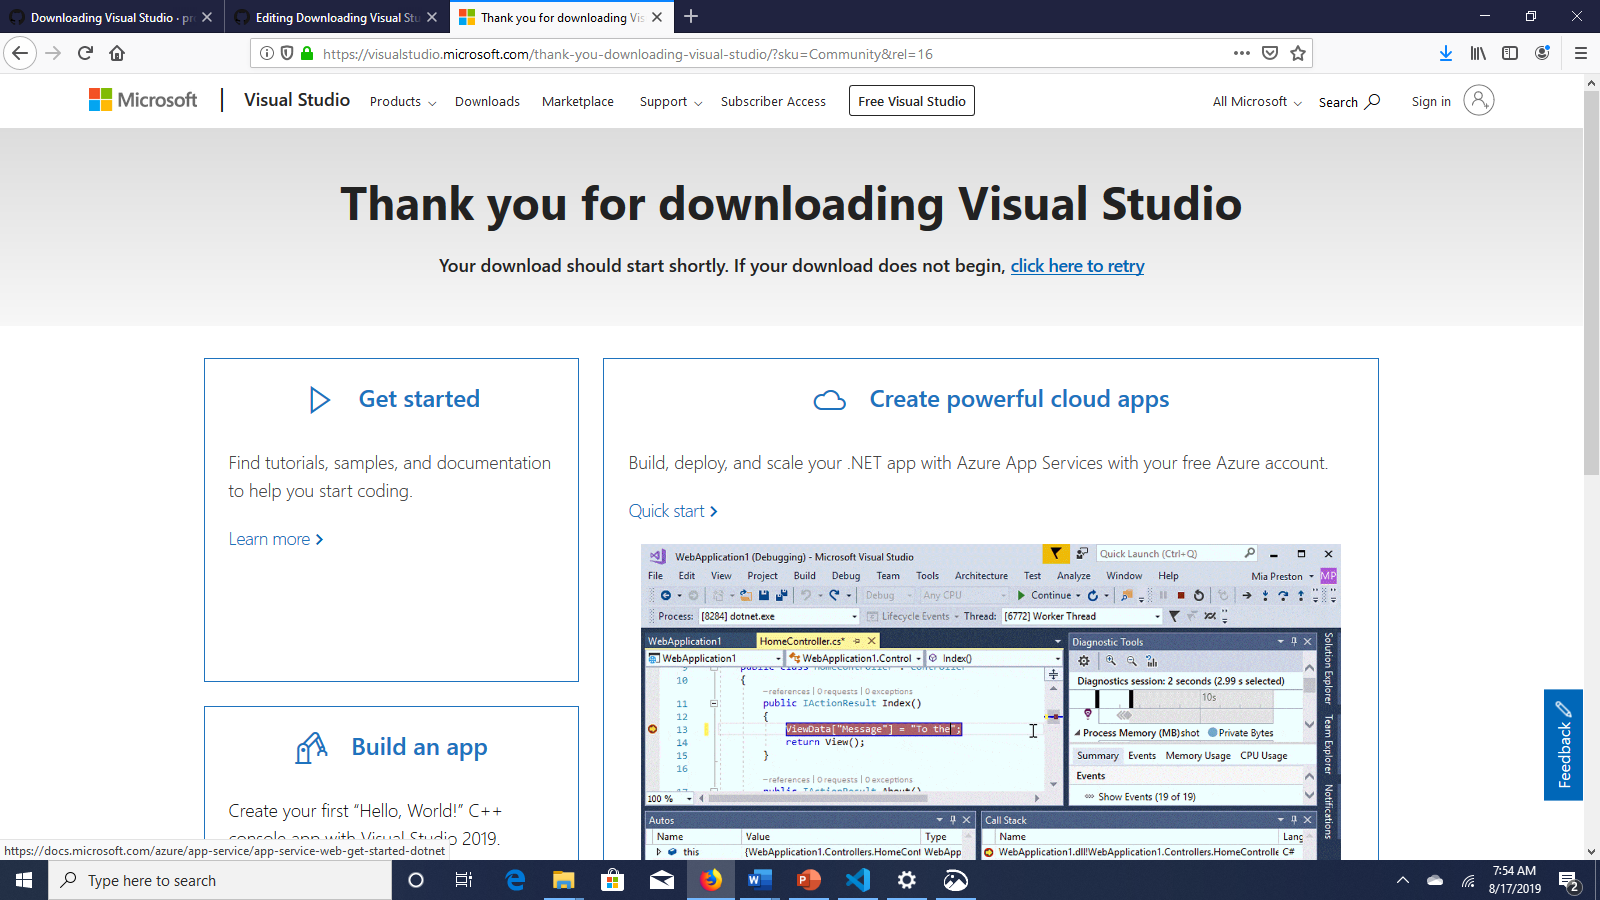 Downloading Visual Studio · pr
Editing Downloading Visual Stu
Thank you for downloading Vis
https://visualstudio.microsoft.com/thank-you-downloading-visual-studio/?sku=Community&rel=16
Microsoft
Visual Studio
Products
Downloads
Marketplace
Support
Subscriber Access
Free Visual Studio
All Microsoft
Search
Sign in
Thank you for downloading Visual Studio
Your download should start shortly. If your download does not begin, click here to retry
Get started
Find tutorials, samples, and documentation
to help you start coding.
Learn more
Build an app
Create your first “Hello, World!” C++
console app with Visual Studio 2019.
Create powerful cloud apps
Build, deploy, and scale your .NET app with Azure App Services with your free Azure account.
Quick start
WebApplication1 (Debugging) - Microsoft Visual Studio
Quick Launch (Ctrl+Q)
File Edit View Project Build Debug Team Tools Architecture Test Analyze Window Help
Mia Preston
MP
Debug
Any CPU
Continue
Process: [8284] dotnet.exe
Lifecycle Events
Thread: [6772] Worker Thread
WebApplication1
HomeController.cs*
WebApplication1
WebApplication1.Control
Index()
9 public class HomeController : Controller
10 {
-references | 0 requests | 0 exceptions
11 public IActionResult Index()
12 {
13 ViewData["Message"] = "To the";
14 return View();
15 }
16
-references | 0 requests | 0 exceptions
17 public IActionResult About()
100 %
Diagnostic Tools
Diagnostics session: 2 seconds (2.99 s selected)
10s
Process Memory (MB)
shot
Private Bytes
Summary Events Memory Usage CPU Usage
Events
Show Events (19 of 19)
Solution Explorer
Team Explorer
Notifications
Autos
Name Value Type
this {WebApplication1.Controllers.HomeCont WebApp
Call Stack
Name Lang
WebApplication1.dll!WebApplication1.Controllers.HomeControlle C#
Feedback
https://docs.microsoft.com/azure/app-service/app-service-web-get-started-dotnet
Type here to search
7:54 AM
8/17/2019
2